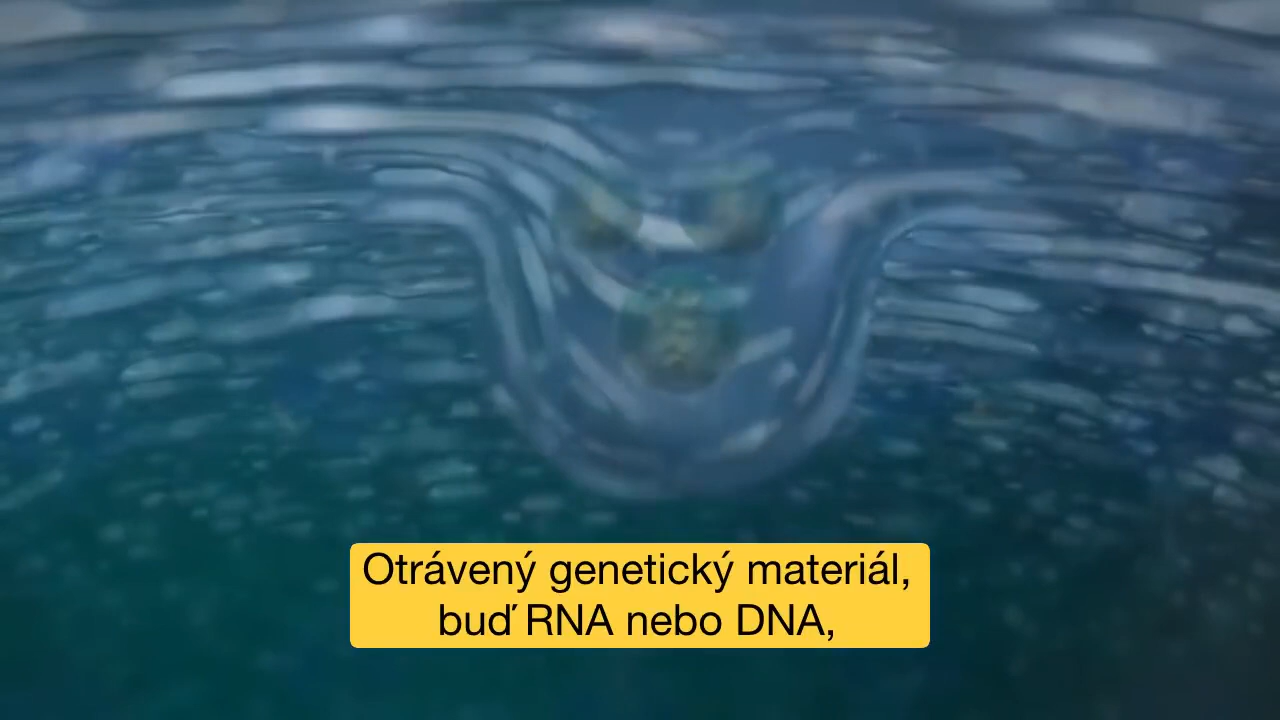 Otrávený genetický materiál,
buď RNA nebo DNA,